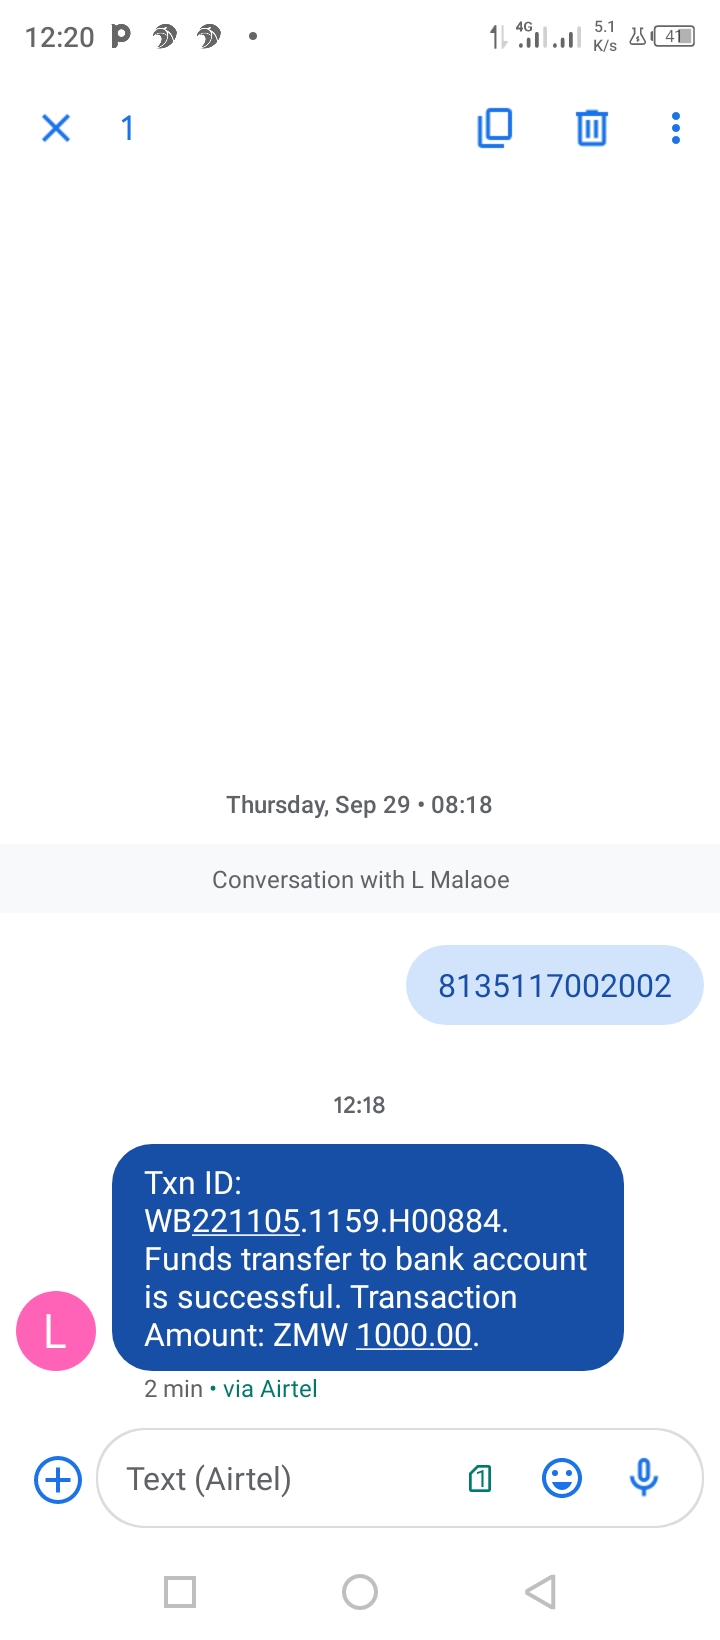 12:20
4G
5.1
K/s
41
1
Thursday, Sep 29 • 08:18
Conversation with L Malaoe
8135117002002
12:18
Txn ID:
WB221105.1159.H00884.
Funds transfer to bank account
is successful. Transaction
Amount: ZMW 1000.00.
L
2 min • via Airtel
Text (Airtel)
1